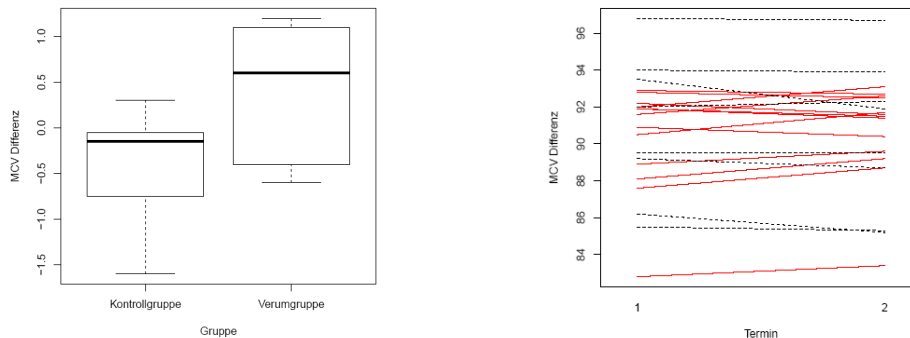 MCV Differenz
1.0
0.5
0.0
-0.5
-1.0
-1.5
Kontrollgruppe Verumgruppe
Gruppe
MCV Differenz
96
94
92
90
88
86
84
1 2
Termin